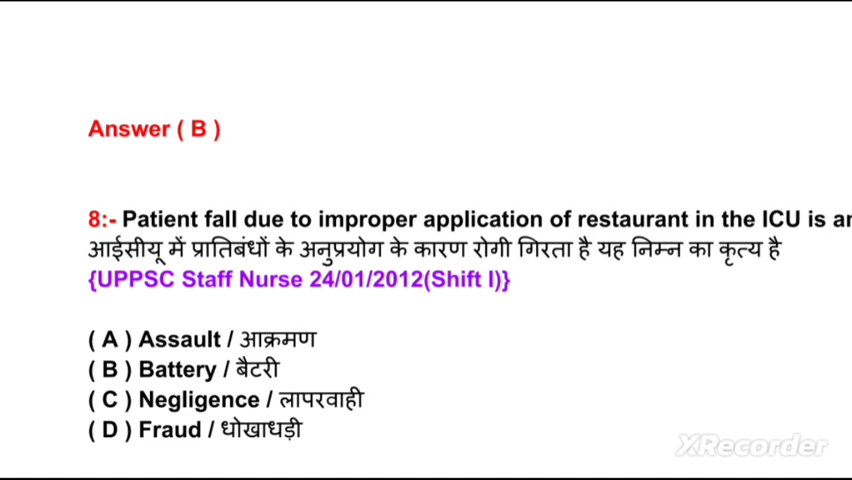 Answer ( B )
8:- Patient fall due to improper application of restaurant in the ICU is an
आईसीयू में प्रातिबंधों के अनुप्रयोग के कारण रोगी गिरता है यह निम्न का कृत्य है
{UPPSC Staff Nurse 24/01/2012(Shift I)}
( A ) Assault / आक्रमण
( B ) Battery / बैटरी
( C ) Negligence / लापरवाही
( D ) Fraud / धोखाधड़ी
XRecorder